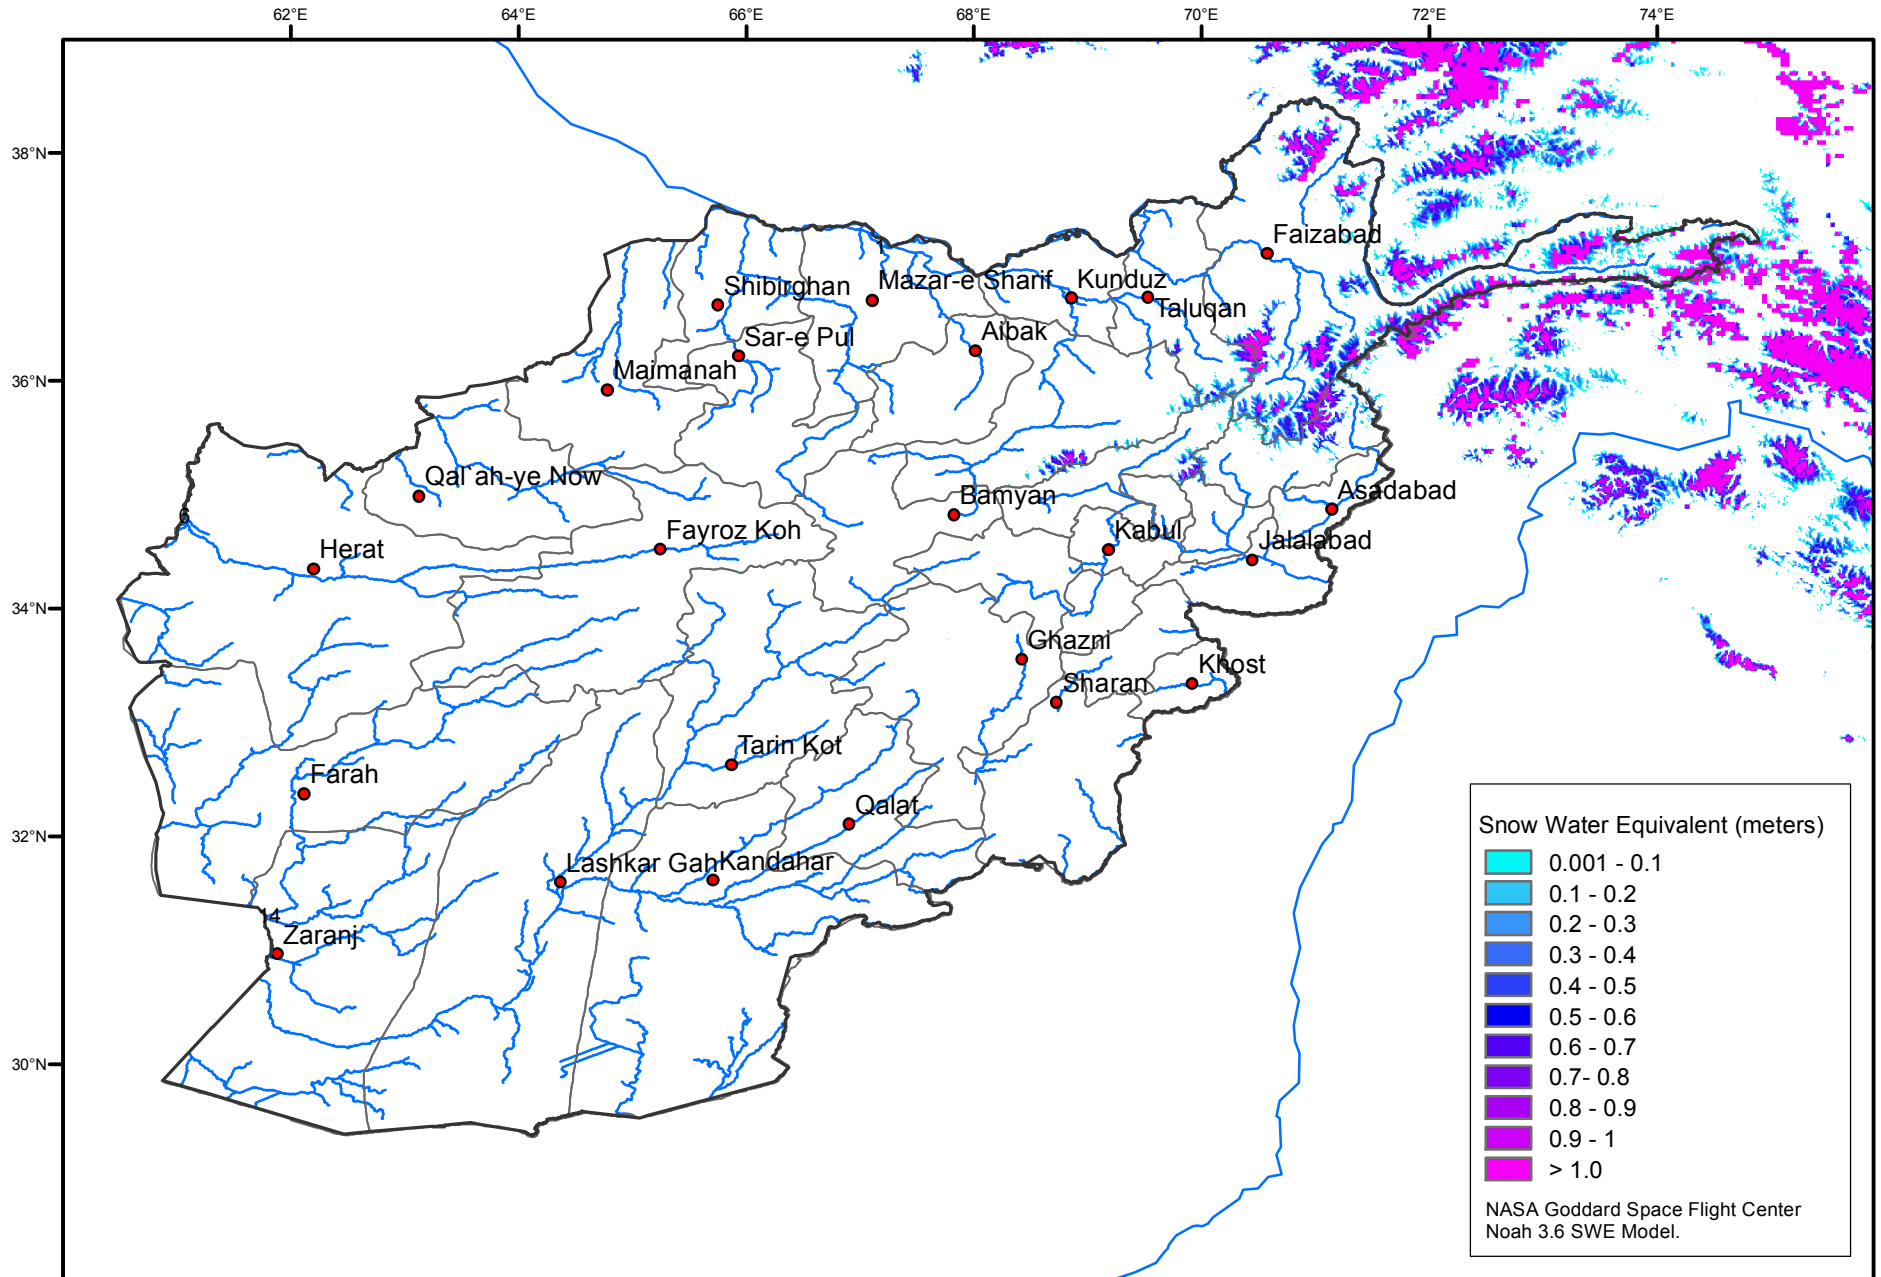 62°E 64°E 66°E 68°E 70°E 72°E 74°E
38°N
Faizabad
1
Shibirghan
Mazar-e Sharif
Kunduz
Taluqan
Sar-e Pul
Aibak
36°N
Maimanah
Qal`ah-ye Now
Bamyan
Asadabad
6
Fayroz Koh
Kabul
Jalalabad
Herat
34°N
Ghazni
Khost
Sharan
Tarin Kot
Farah
Qalat
32°N
Lashkar Gah
Kandahar
14
Zaranj
30°N
Snow Water Equivalent (meters)
0.001 - 0.1
0.1 - 0.2
0.2 - 0.3
0.3 - 0.4
0.4 - 0.5
0.5 - 0.6
0.6 - 0.7
0.7- 0.8
0.8 - 0.9
0.9 - 1
> 1.0
NASA Goddard Space Flight Center
Noah 3.6 SWE Model.